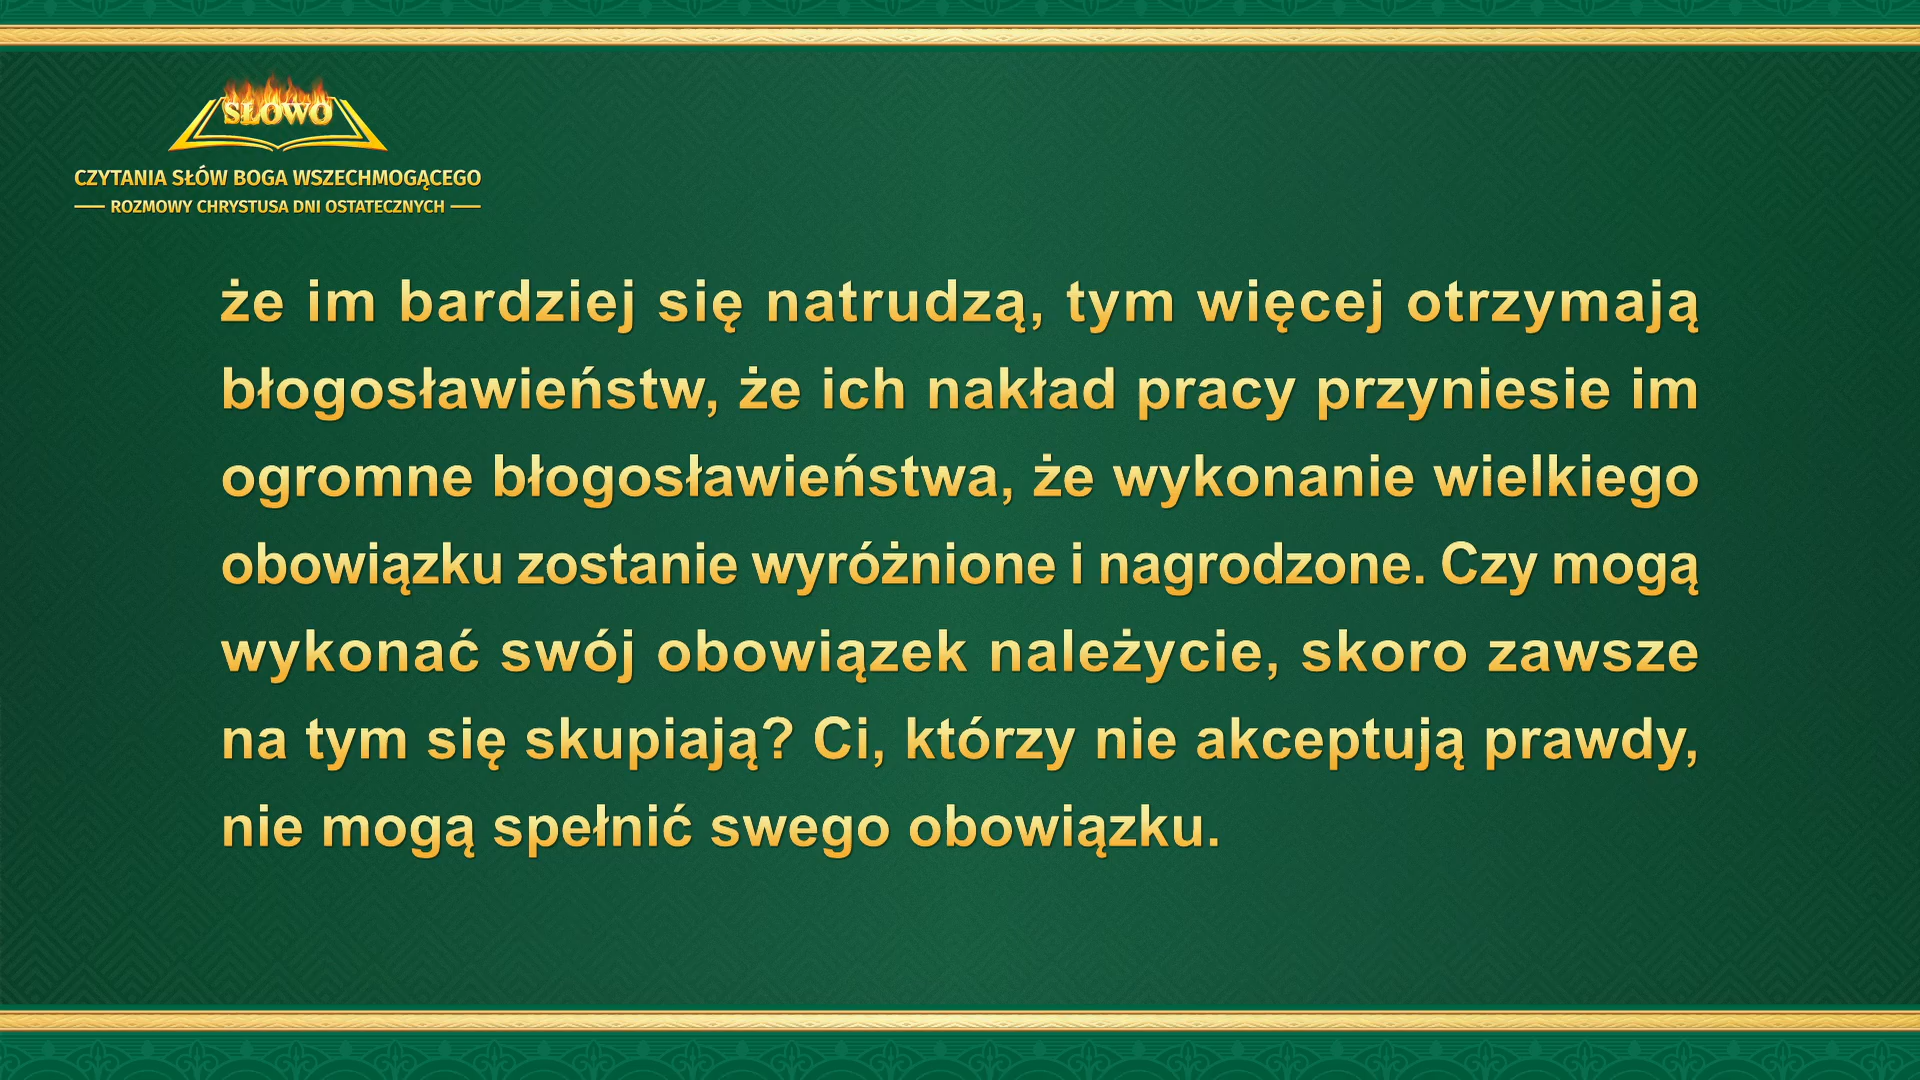 SŁOWO
CZYTANIA SŁÓW BOGA WSZECHMOGĄCEGO
ROZMOWY CHRYSTUSA DNI OSTATECZNYCH
że im bardziej się natrudzą, tym więcej otrzymają
błogosławieństw, że ich nakład pracy przyniesie im
ogromne błogosławieństwa, że wykonanie wielkiego
obowiązku zostanie wyróżnione i nagrodzone. Czy mogą
wykonać swój obowiązek należycie, skoro zawsze
na tym się skupiają? Ci, którzy nie akceptują prawdy,
nie mogą spełnić swego obowiązku.